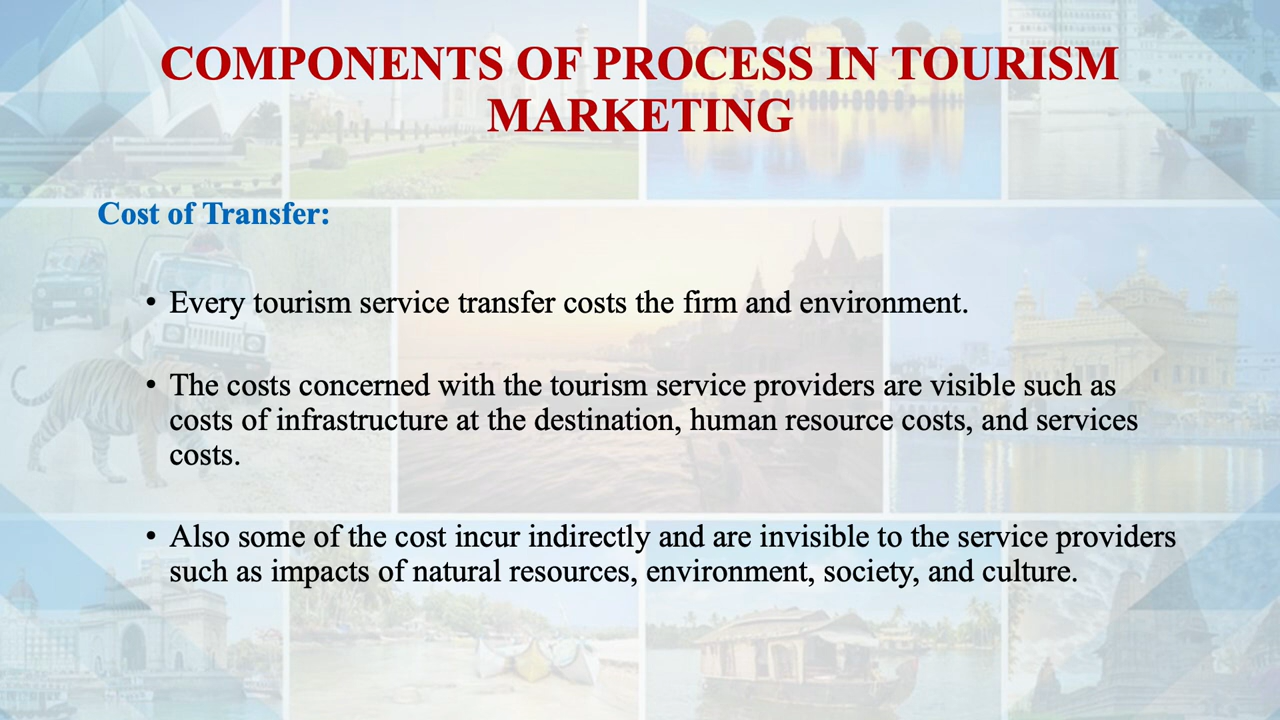 COMPONENTS OF PROCESS IN TOURISM
MARKETING
Cost of Transfer:
• Every tourism service transfer costs the firm and environment.
• The costs concerned with the tourism service providers are visible such as
costs of infrastructure at the destination, human resource costs, and services
costs.
• Also some of the cost incur indirectly and are invisible to the service providers
such as impacts of natural resources, environment, society, and culture.